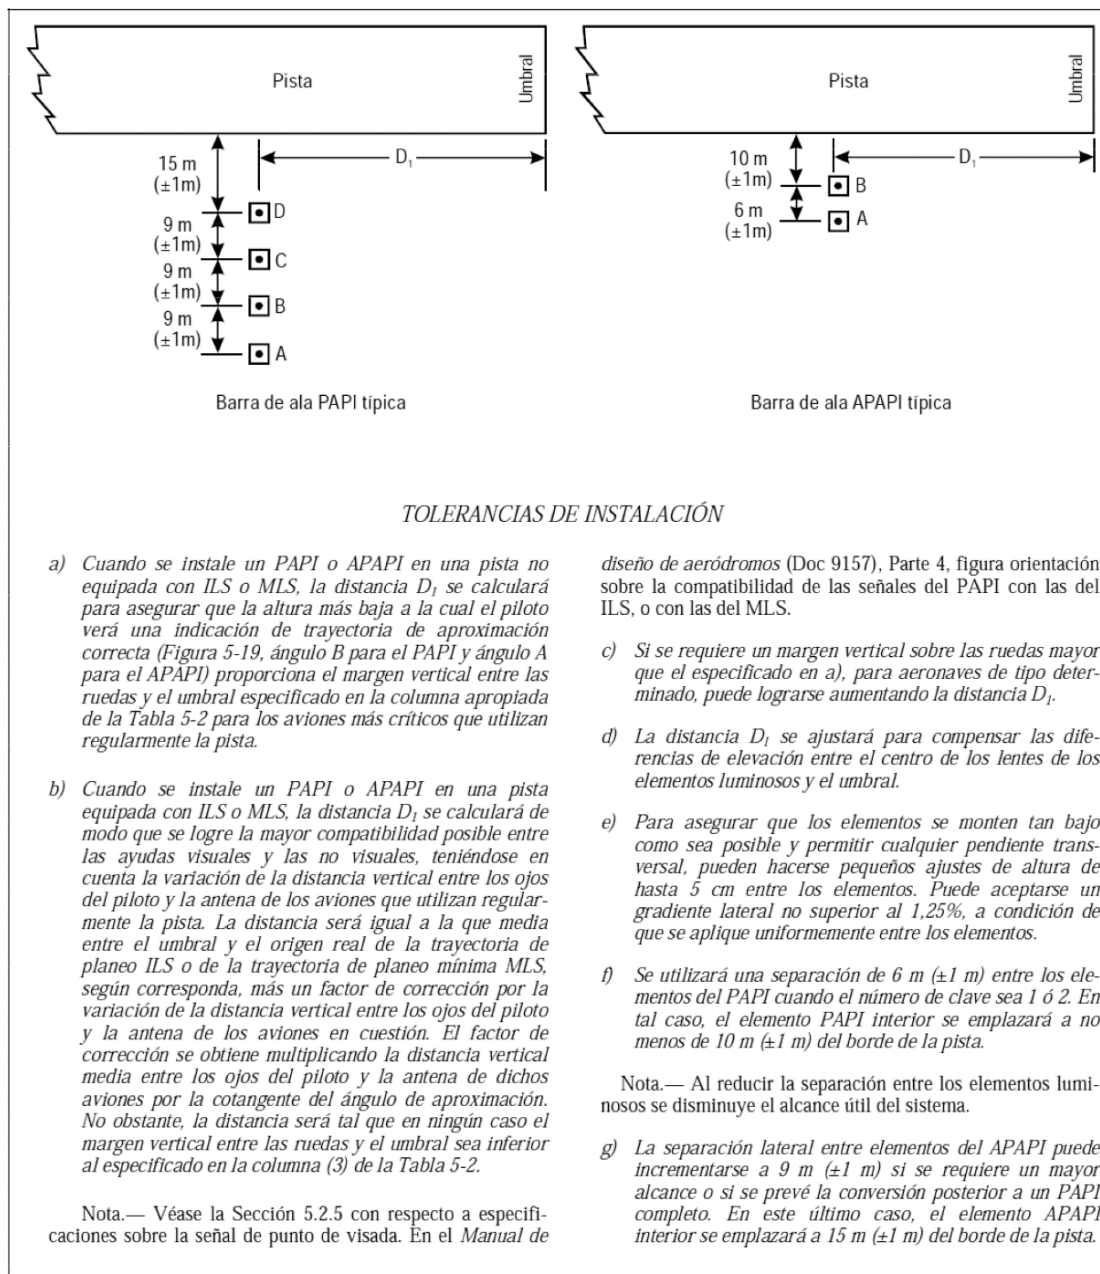 Pista
Umbral
15 m
(±1m)
D₁
D
9 m
(±1m)
C
9 m
(±1m)
B
9 m
(±1m)
A
Barra de ala PAPI típica
Pista
Umbral
10 m
(±1m)
D₁
B
6 m
(±1m)
A
Barra de ala APAPI típica
TOLERANCIAS DE INSTALACIÓN
a) Cuando se instale un PAPI o APAPI en una pista no
equipada con ILS o MLS, la distancia D₁ se calculará
para asegurar que la altura más baja a la cual el piloto
verá una indicación de trayectoria de aproximación
correcta (Figura 5-19, ángulo B para el PAPI y ángulo A
para el APAPI) proporciona el margen vertical entre las
ruedas y el umbral especificado en la columna apropiada
de la Tabla 5-2 para los aviones más críticos que utilizan
regularmente la pista.
b) Cuando se instale un PAPI o APAPI en una pista
equipada con ILS o MLS, la distancia D₁ se calculará de
modo que se logre la mayor compatibilidad posible entre
las ayudas visuales y las no visuales, teniéndose en
cuenta la variación de la distancia vertical entre los ojos
del piloto y la antena de los aviones que utilizan regular-
mente la pista. La distancia será igual a la que media
entre el umbral y el origen real de la trayectoria de
planeo ILS o de la trayectoria de planeo mínima MLS,
según corresponda, más un factor de corrección por la
variación de la distancia vertical entre los ojos del piloto
y la antena de los aviones en cuestión. El factor de
corrección se obtiene multiplicando la distancia vertical
media entre los ojos del piloto y la antena de dichos
aviones por la cotangente del ángulo de aproximación.
No obstante, la distancia será tal que en ningún caso el
margen vertical entre las ruedas y el umbral sea inferior
al especificado en la columna (3) de la Tabla 5-2.
Nota.— Véase la Sección 5.2.5 con respecto a especifi-
caciones sobre la señal de punto de visada. En el Manual de
diseño de aeródromos (Doc 9157), Parte 4, figura orientación
sobre la compatibilidad de las señales del PAPI con las del
ILS, o con las del MLS.
c) Si se requiere un margen vertical sobre las ruedas mayor
que el especificado en a), para aeronaves de tipo deter-
minado, puede lograrse aumentando la distancia D₁.
d) La distancia D₁ se ajustará para compensar las dife-
rencias de elevación entre el centro de los lentes de los
elementos luminosos y el umbral.
e) Para asegurar que los elementos se monten tan bajo
como sea posible y permitir cualquier pendiente trans-
versal, pueden hacerse pequeños ajustes de altura de
hasta 5 cm entre los elementos. Puede aceptarse un
gradiente lateral no superior al 1,25%, a condición de
que se aplique uniformemente entre los elementos.
f) Se utilizará una separación de 6 m (±1 m) entre los ele-
mentos del PAPI cuando el número de clave sea 1 ó 2. En
tal caso, el elemento PAPI interior se emplazará a no
menos de 10 m (±1 m) del borde de la pista.
Nota.— Al reducir la separación entre los elementos lumi-
nosos se disminuye el alcance útil del sistema.
g) La separación lateral entre elementos del APAPI puede
incrementarse a 9 m (±1 m) si se requiere un mayor
alcance o si se prevé la conversión posterior a un PAPI
completo. En este último caso, el elemento APAPI
interior se emplazará a 15 m (±1 m) del borde de la pista.